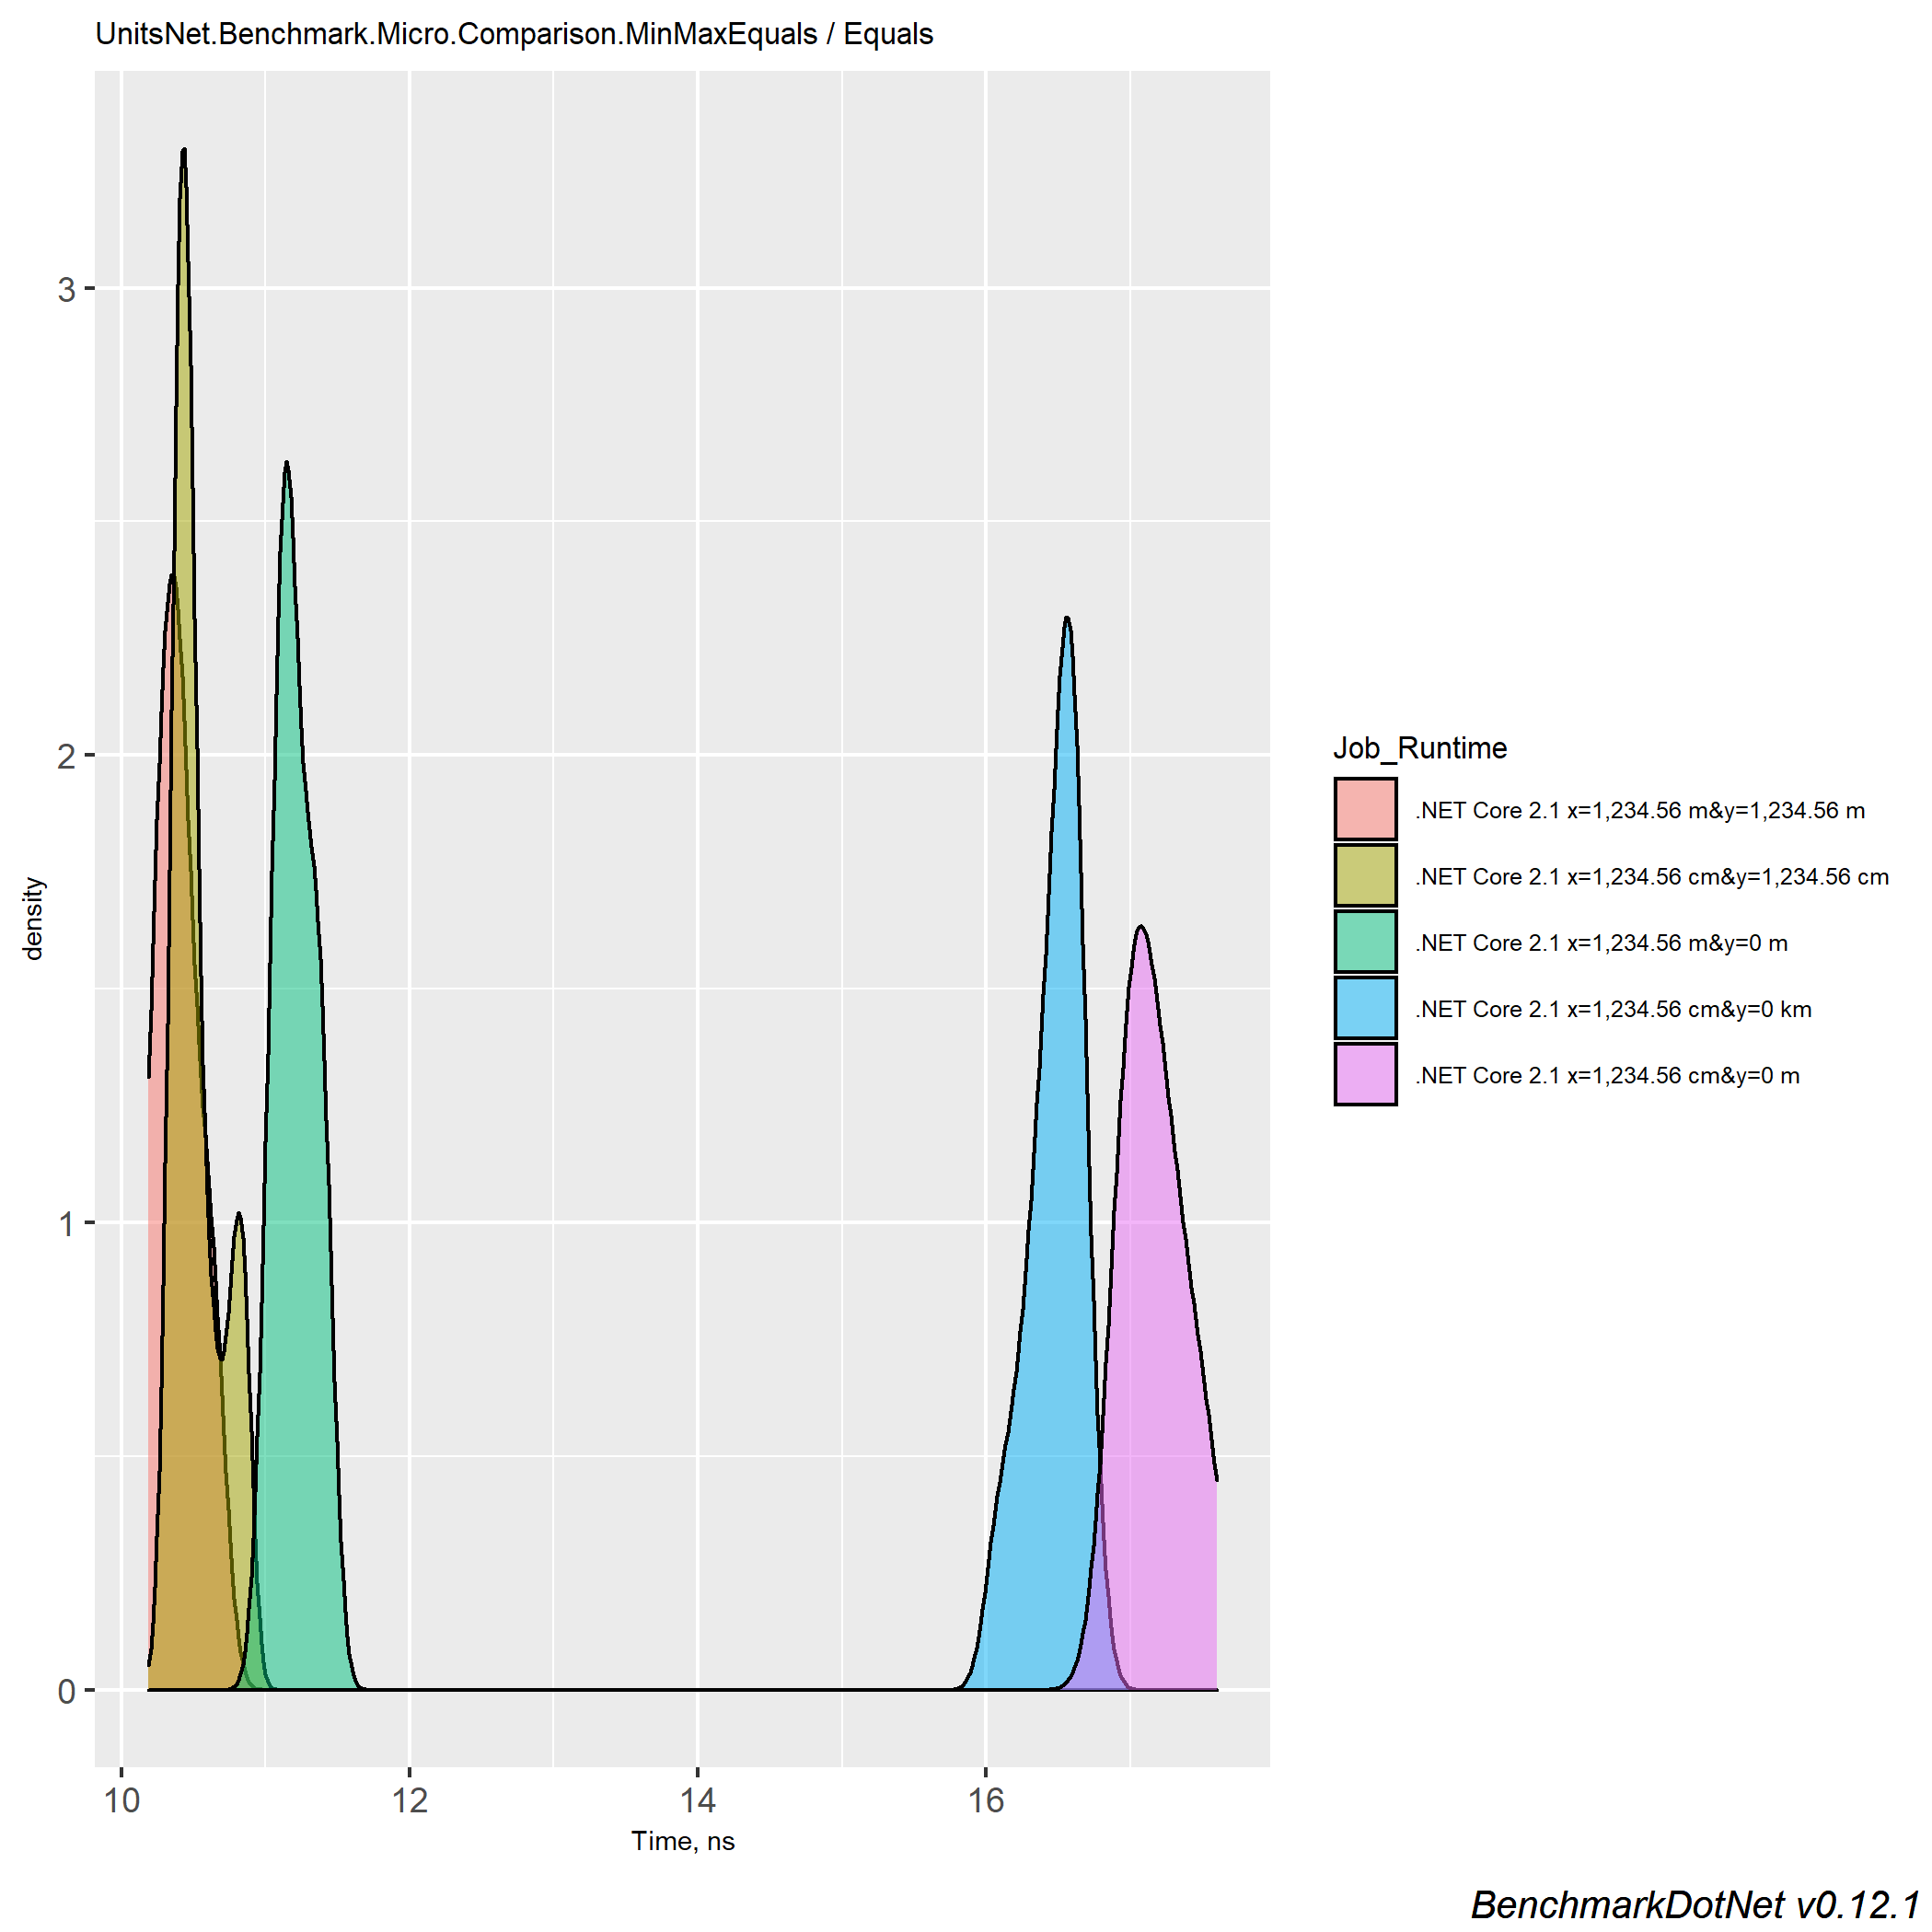 UnitsNet.Benchmark.Micro.Comparison.MinMaxEquals / Equals
3
2
1
0
density
10 12 14 16
Time, ns
Job_Runtime
.NET Core 2.1 x=1,234.56 m&y=1,234.56 m
.NET Core 2.1 x=1,234.56 cm&y=1,234.56 cm
.NET Core 2.1 x=1,234.56 m&y=0 m
.NET Core 2.1 x=1,234.56 cm&y=0 km
.NET Core 2.1 x=1,234.56 cm&y=0 m
BenchmarkDotNet v0.12.1